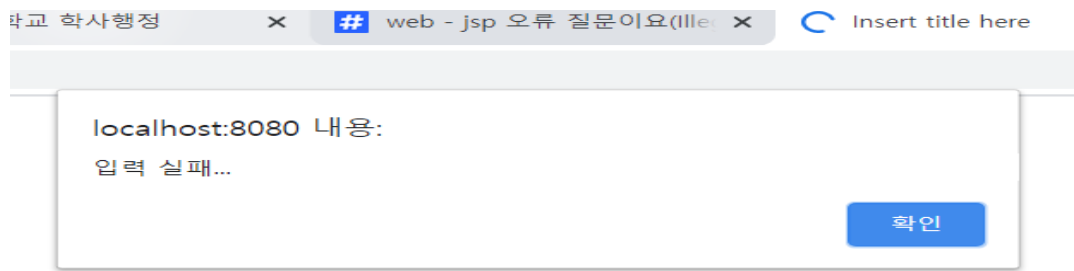 학교 학사행정
# web - jsp 오류 질문이요(Ille
Insert title here
localhost:8080 내용:
입력 실패...
확인